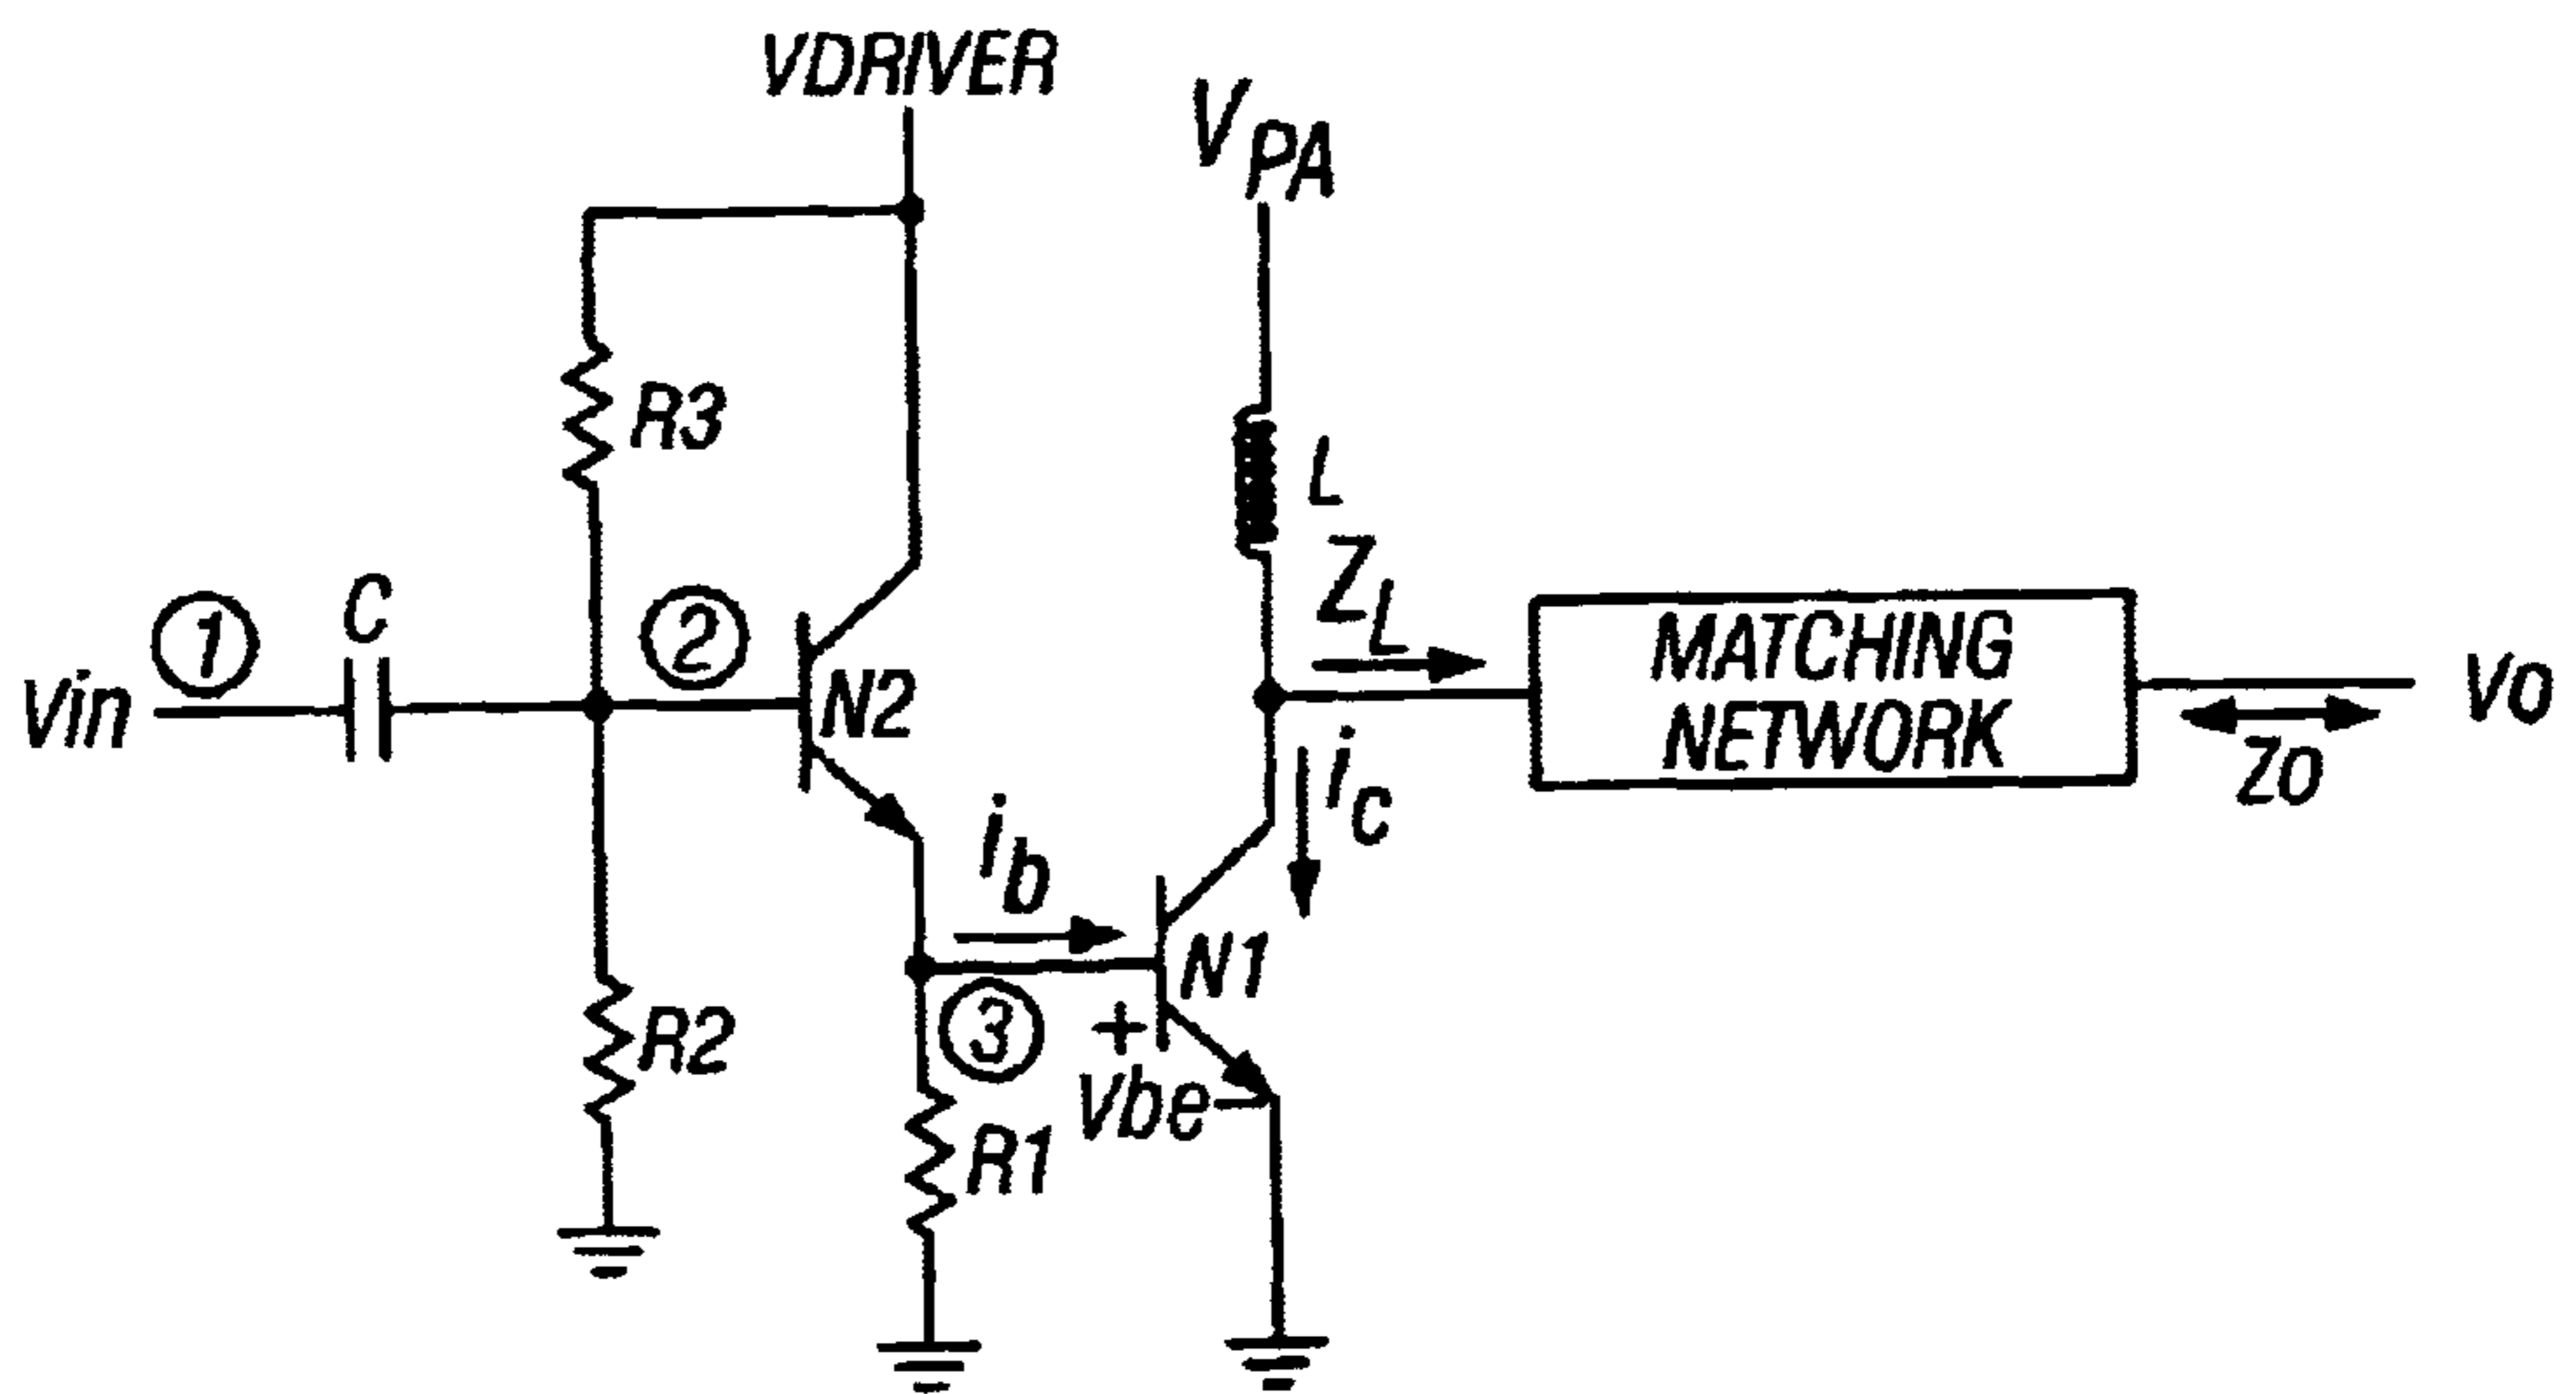 VDRIVER
VPA
R3
L
ZL
1
C
2
Vin
N2
MATCHING
NETWORK
Vo
Zo
ic
ib
N1
3
+
Vbe-
R2
R1